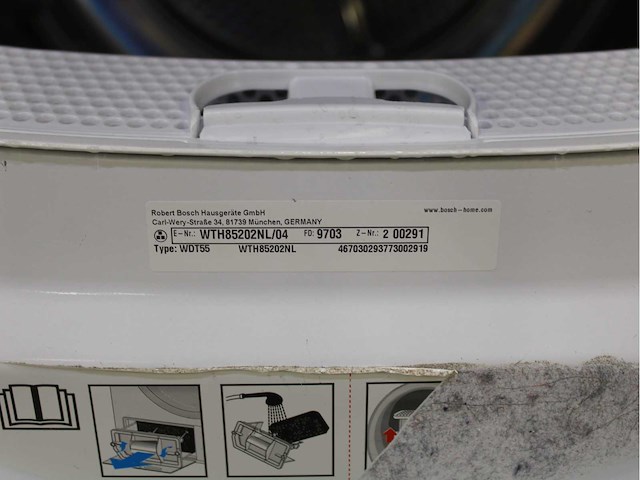 Robert Bosch Hausgeräte GmbH
Carl-Wery-Straße 34, 81739 München, GERMANY
www.bosch-home.com
E-Nr.: WTH85202NL/04 FD: 9703 Z-Nr.: 2 00291
Type: WDT55 WTH85202NL 467030293773002919